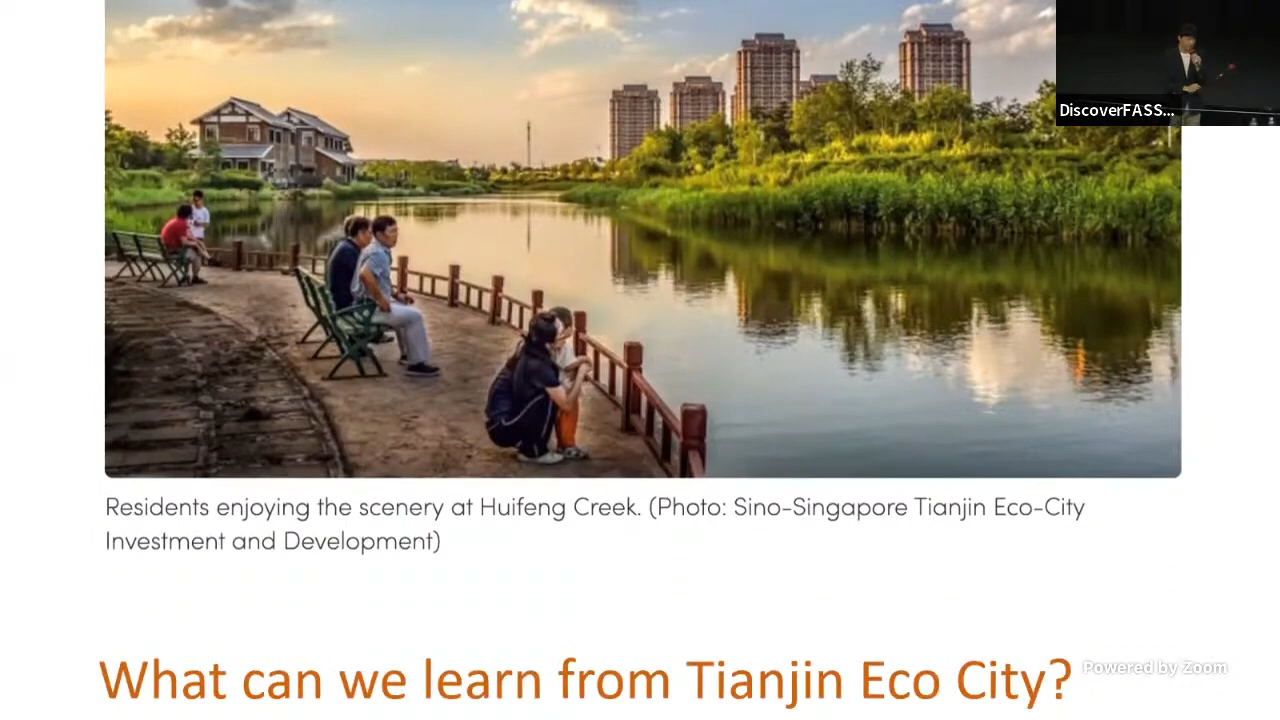 DiscoverFASS...
Residents enjoying the scenery at Huifeng Creek. (Photo: Sino-Singapore Tianjin Eco-City
Investment and Development)
What can we learn from Tianjin Eco City?
Powered by Zoom